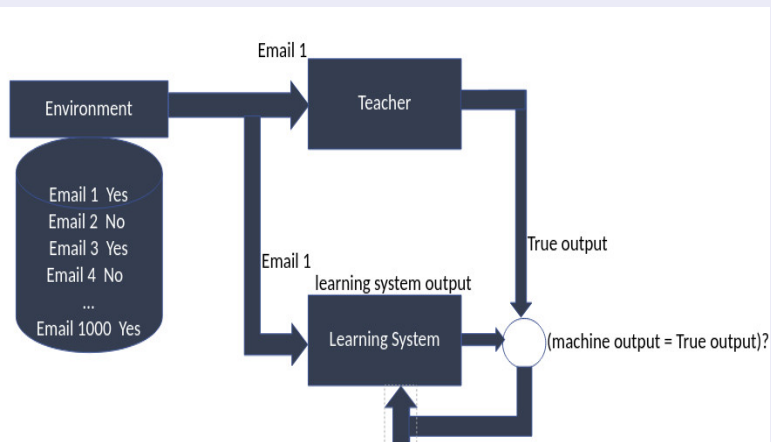 Email 1
Environment
Teacher
Email 1 Yes
Email 2 No
Email 3 Yes
Email 4 No
...
Email 1000 Yes
True output
Email 1
learning system output
Learning System
(machine output = True output)?